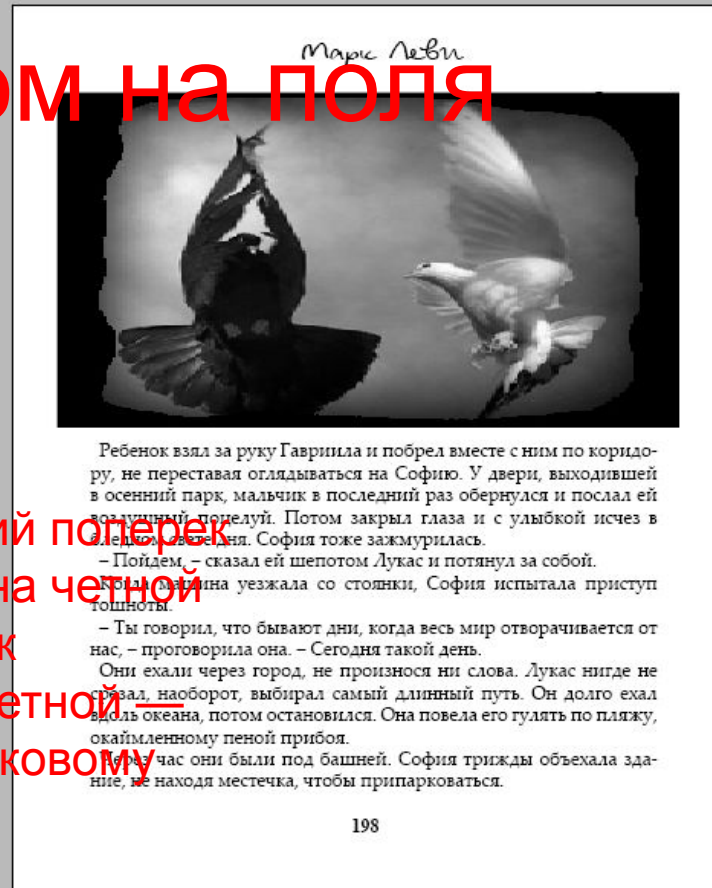 Марк Леви
ом на поля
Ребенок взял за руку Гавриила и побрел вместе с ним по коридо-
ру, не переставая оглядываться на Софию. У двери, выходившей
в осенний парк, мальчик в последний раз обернулся и послал ей
воздушный поцелуй. Потом закрыл глаза и с улыбкой исчез в
бледном свете дня. София тоже зажмурилась.
– Пойдем, – сказал ей шепотом Лукас и потянул за собой.
Когда машина уезжала со стоянки, София испытала приступ
тошноты.
– Ты говорил, что бывают дни, когда весь мир отворачивается от
нас, – проговорила она. – Сегодня такой день.
Они ехали через город, не произнося ни слова. Лукас нигде не
срезал, наоборот, выбирал самый длинный путь. Он долго ехал
вдоль океана, потом остановился. Она повела его гулять по пляжу,
окаймленному пеной прибоя.
Через час они были под башней. София трижды объехала зда-
ние, не находя местечка, чтобы припарковаться.
ий поперек
на четной
к
етной —
ковому
198